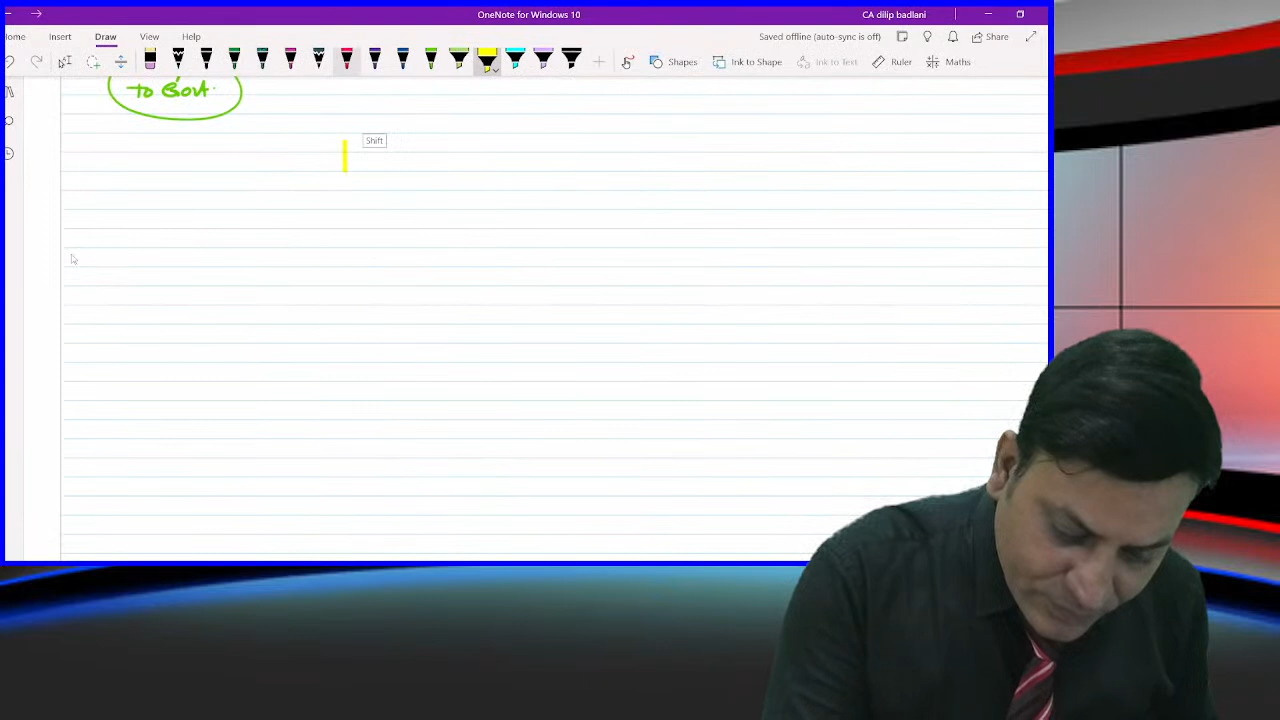 OneNote for Windows 10
CA dilip badlani
Insert
Draw
View
Help
Saved offline (auto-sync is off)
Share
Shapes
Ink to Shape
Ink to Text
Ruler
Maths
To Govt.
Shift